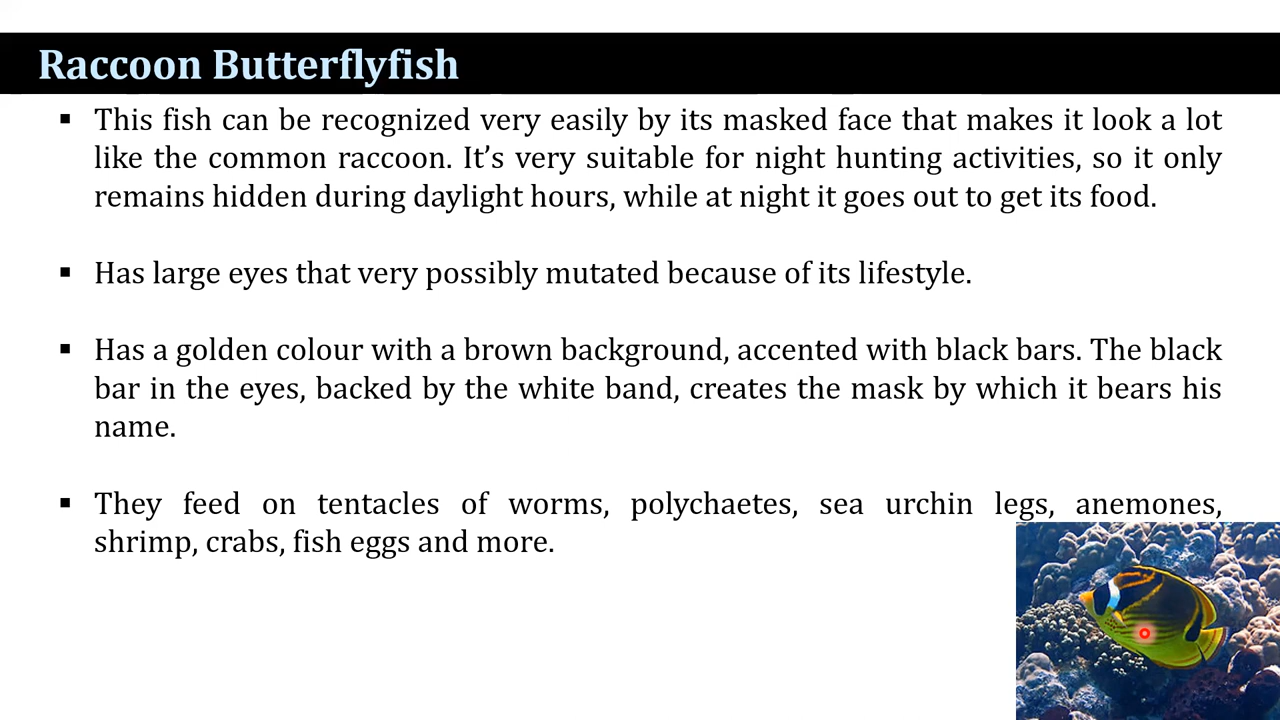 Raccoon Butterflyfish
▪ This fish can be recognized very easily by its masked face that makes it look a lot
like the common raccoon. It’s very suitable for night hunting activities, so it only
remains hidden during daylight hours, while at night it goes out to get its food.
▪ Has large eyes that very possibly mutated because of its lifestyle.
▪ Has a golden colour with a brown background, accented with black bars. The black
bar in the eyes, backed by the white band, creates the mask by which it bears his
name.
▪ They feed on tentacles of worms, polychaetes, sea urchin legs, anemones,
shrimp, crabs, fish eggs and more.